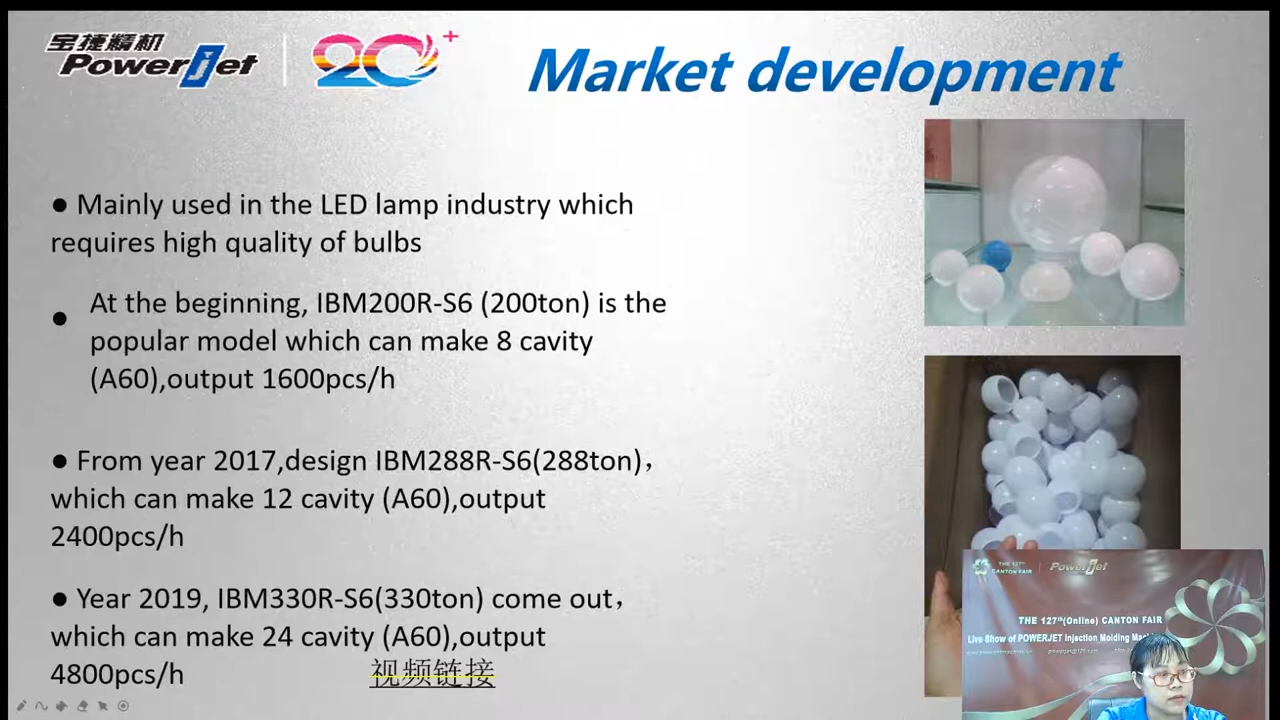 宝捷精机
PowerJet
20+
Market development
● Mainly used in the LED lamp industry which
requires high quality of bulbs
● At the beginning, IBM200R-S6 (200ton) is the
popular model which can make 8 cavity
(A60),output 1600pcs/h
● From year 2017,design IBM288R-S6(288ton)，
which can make 12 cavity (A60),output
2400pcs/h
● Year 2019, IBM330R-S6(330ton) come out，
which can make 24 cavity (A60),output
4800pcs/h
视频链接
THE 127th
CANTON FAIR
PowerJet
THE 127th(Online) CANTON FAIR
Live Show of POWERJET Injection Molding